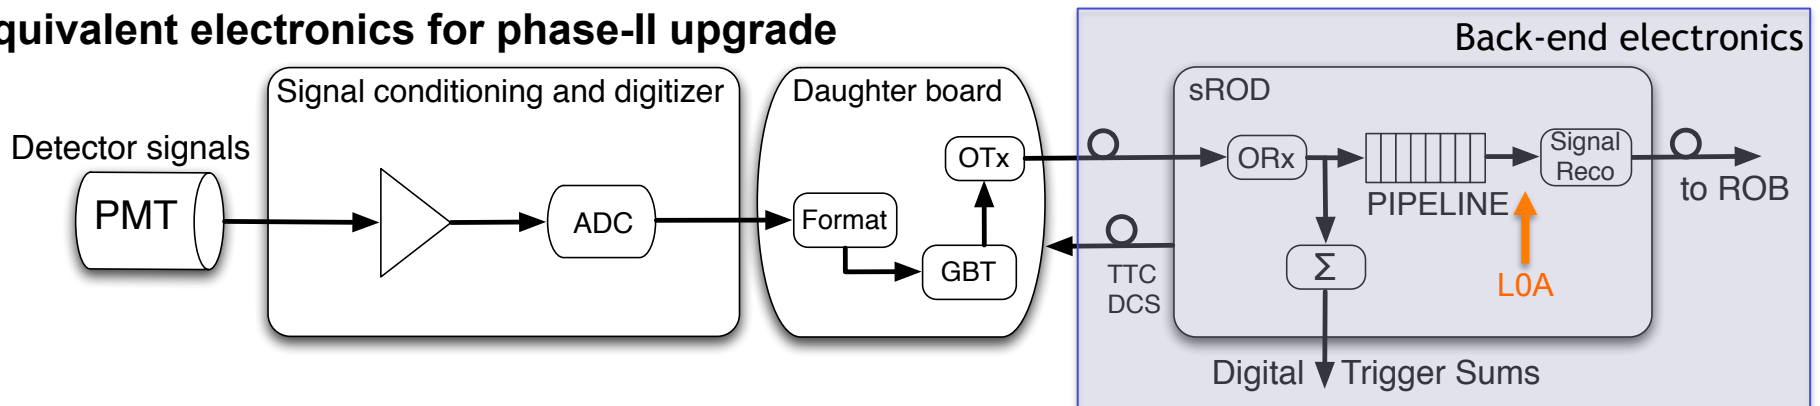 quivalent electronics for phase-II upgrade
Back-end electronics
Signal conditioning and digitizer
Daughter board
sROD
Detector signals
PMT
ADC
Format
OTx
GBT
TTC
DCS
ORx
Σ
PIPELINE
Signal
Reco
L0A
to ROB
Digital Trigger Sums